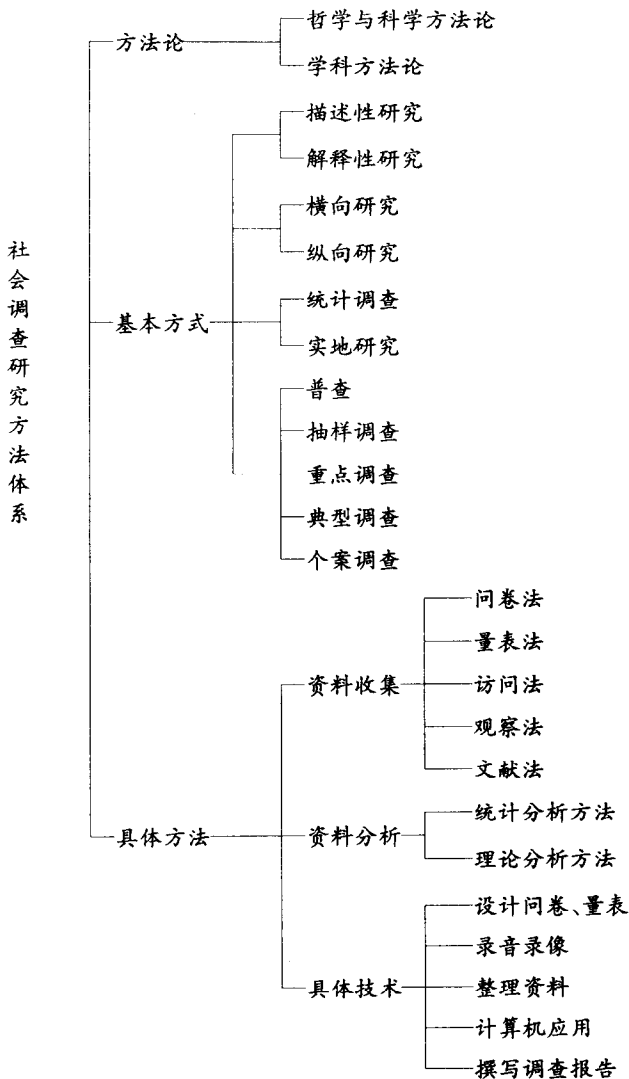 社会调查研究方法体系
方法论
哲学与科学方法论
学科方法论
基本方式
描述性研究
解释性研究
横向研究
纵向研究
统计调查
实地研究
普查
抽样调查
重点调查
典型调查
个案调查
具体方法
资料收集
问卷法
量表法
访问法
观察法
文献法
资料分析
统计分析方法
理论分析方法
具体技术
设计问卷、量表
录音录像
整理资料
计算机应用
撰写调查报告